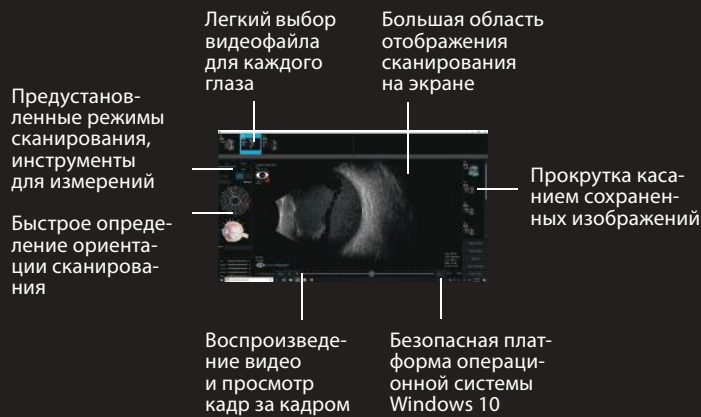 Легкий выбор
видеофайла
для каждого
глаза
Большая область
отображения
сканирования
на экране
Предустанов-
ленные режимы
сканирования,
инструменты
для измерений
Быстрое опреде-
ление ориента-
ции сканирова-
ния
Прокрутка каса-
нием сохранен-
ных изображений
Воспроизведе-
ние видео
и просмотр
кадр за кадром
Безопасная плат-
форма операци-
онной системы
Windows 10